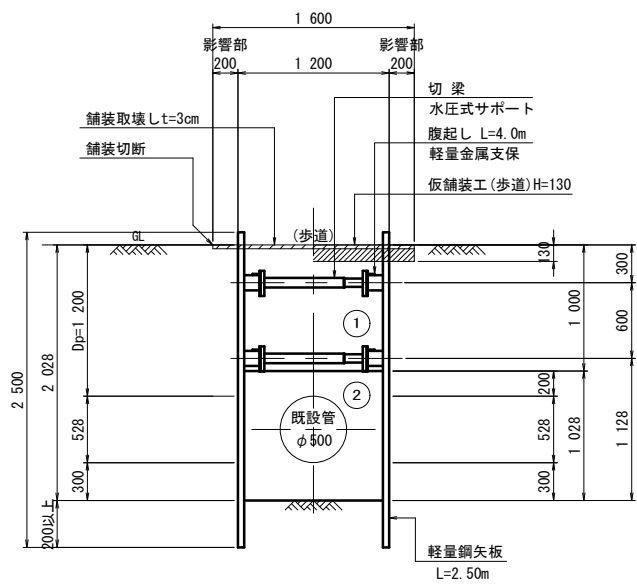 1 600
影響部
影響部
200
1 200
200
切 梁
水圧式サポート
舗装取壊しt=3cm
腹起し L=4.0m
軽量金属支保
舗装切断
仮舗装工(歩道)H=130
GL
(歩道)
130
300
Dp=1 200
1 000
600
①
2 028
2 500
②
200
既設管
φ500
528
528
1 028
1 128
300
300
200以上
軽量鋼矢板
L=2.50m